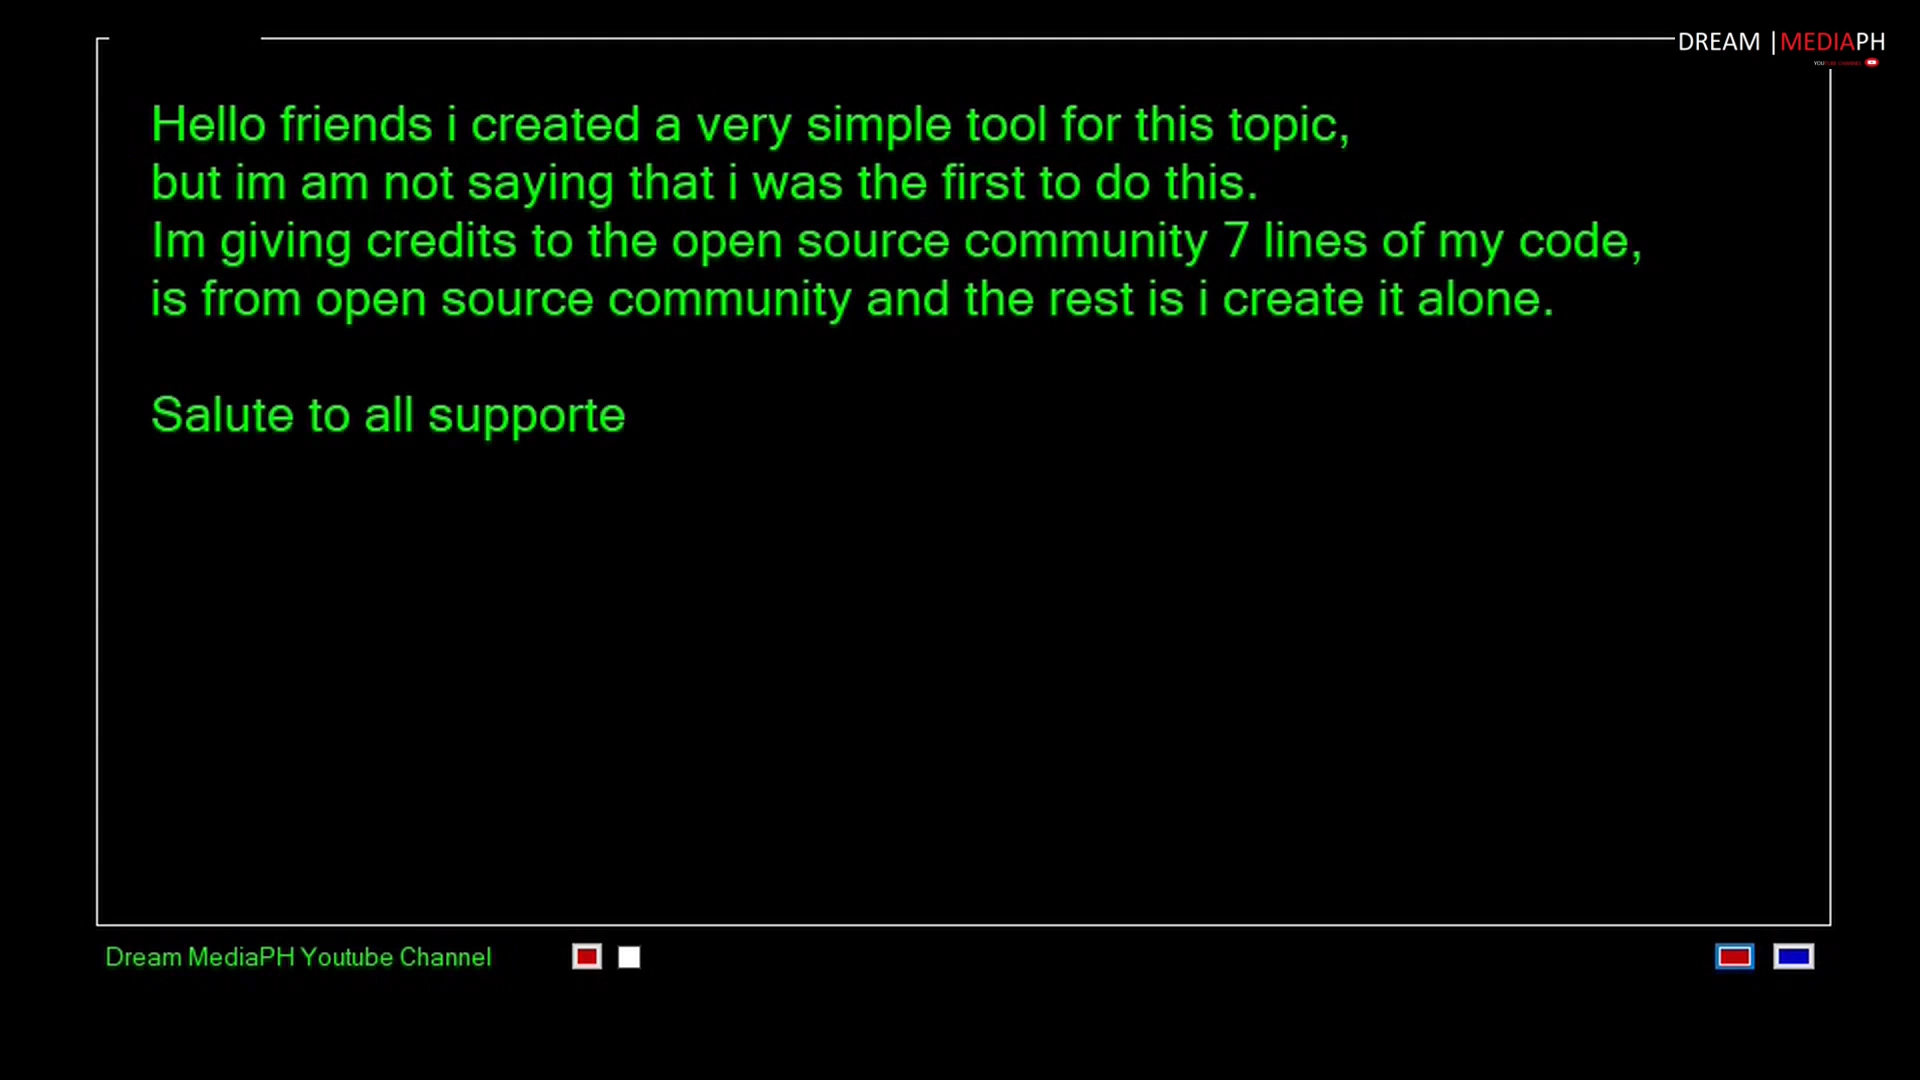 DREAM | MEDIAPH
YOUTUBE CHANNEL
Hello friends i created a very simple tool for this topic,
but im am not saying that i was the first to do this.
Im giving credits to the open source community 7 lines of my code,
is from open source community and the rest is i create it alone.
Salute to all supporte
Dream MediaPH Youtube Channel